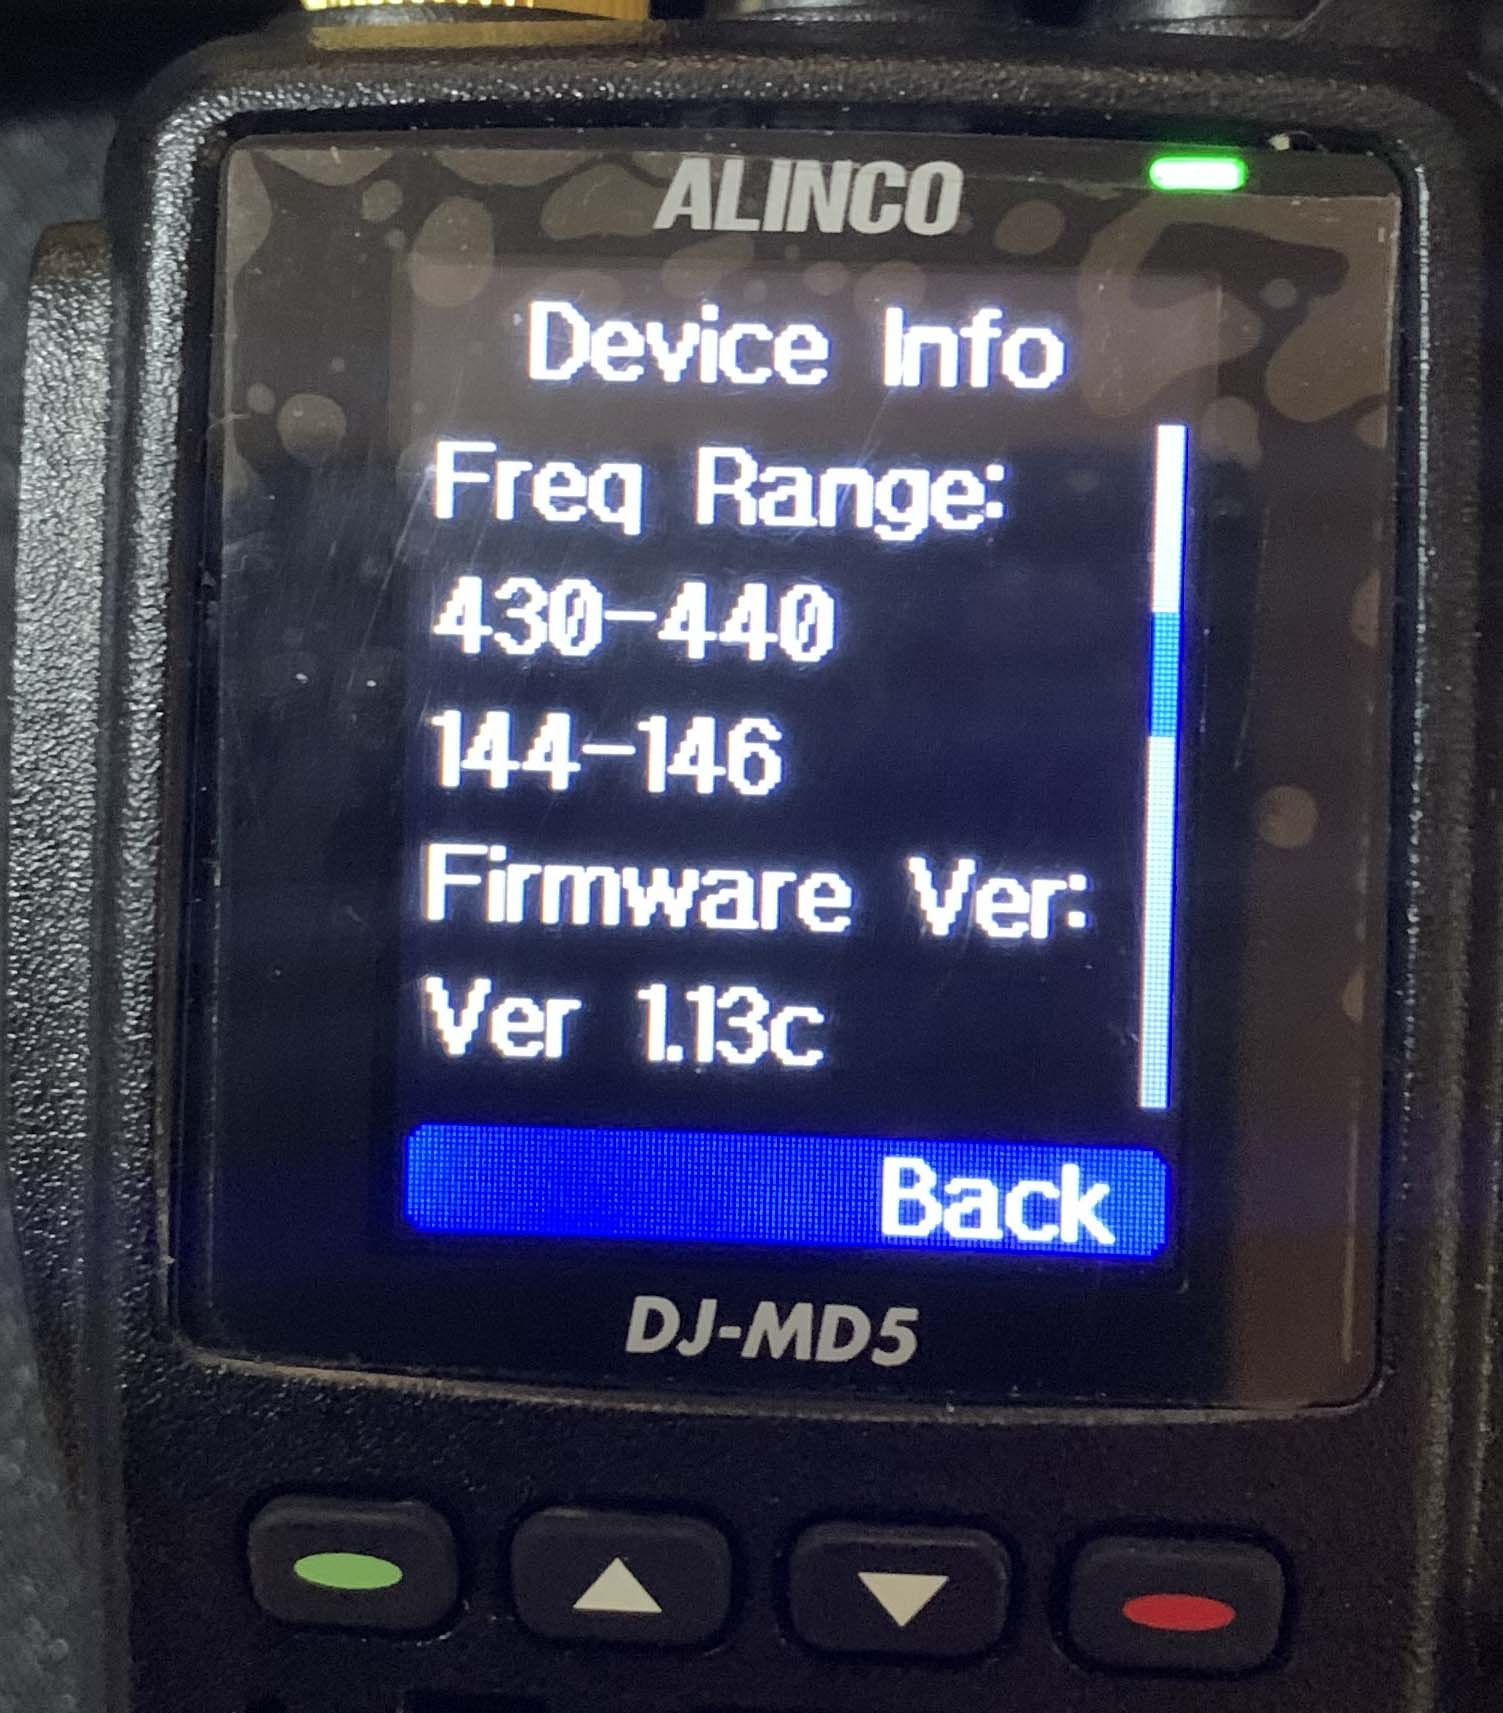 ALINCO
Device Info
Freq Range:
430-440
144-146
Firmware Ver:
Ver 1.13c
Back
DJ-MD5